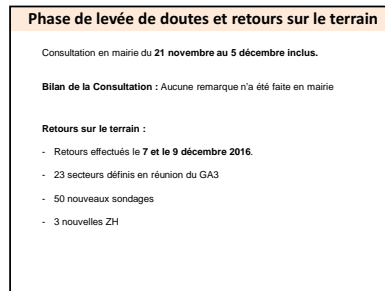 Phase de levée de doutes et retours sur le terrain
Consultation en mairie du 21 novembre au 5 décembre inclus.
Bilan de la Consultation : Aucune remarque n'a été faite en mairie
Retours sur le terrain :
- Retours effectués le 7 et le 9 décembre 2016.
- 23 secteurs définis en réunion du GA3
- 50 nouveaux sondages
- 3 nouvelles ZH